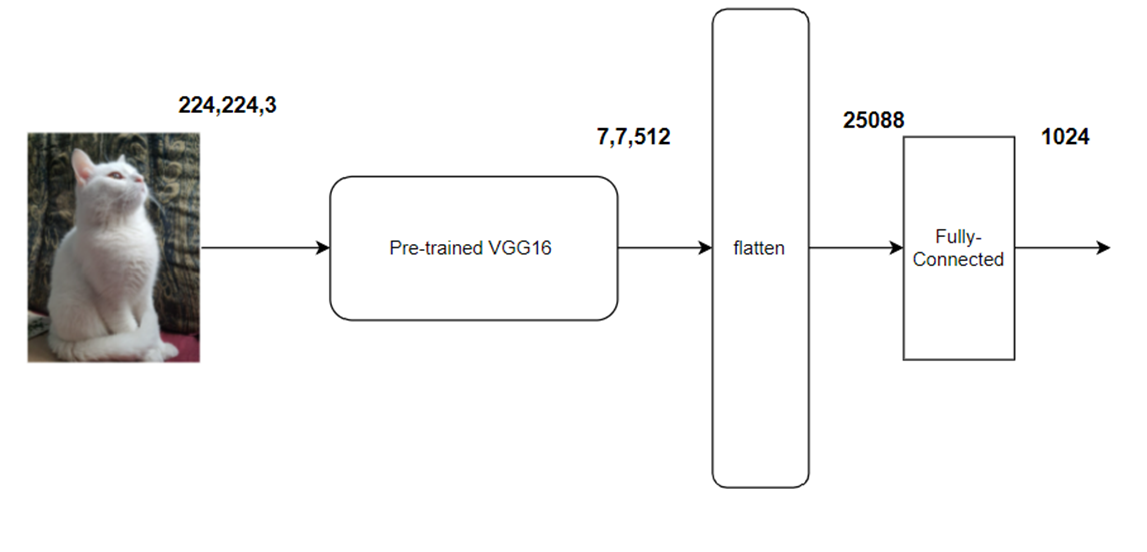 224,224,3
Pre-trained VGG16
7,7,512
flatten
25088
Fully-
Connected
1024